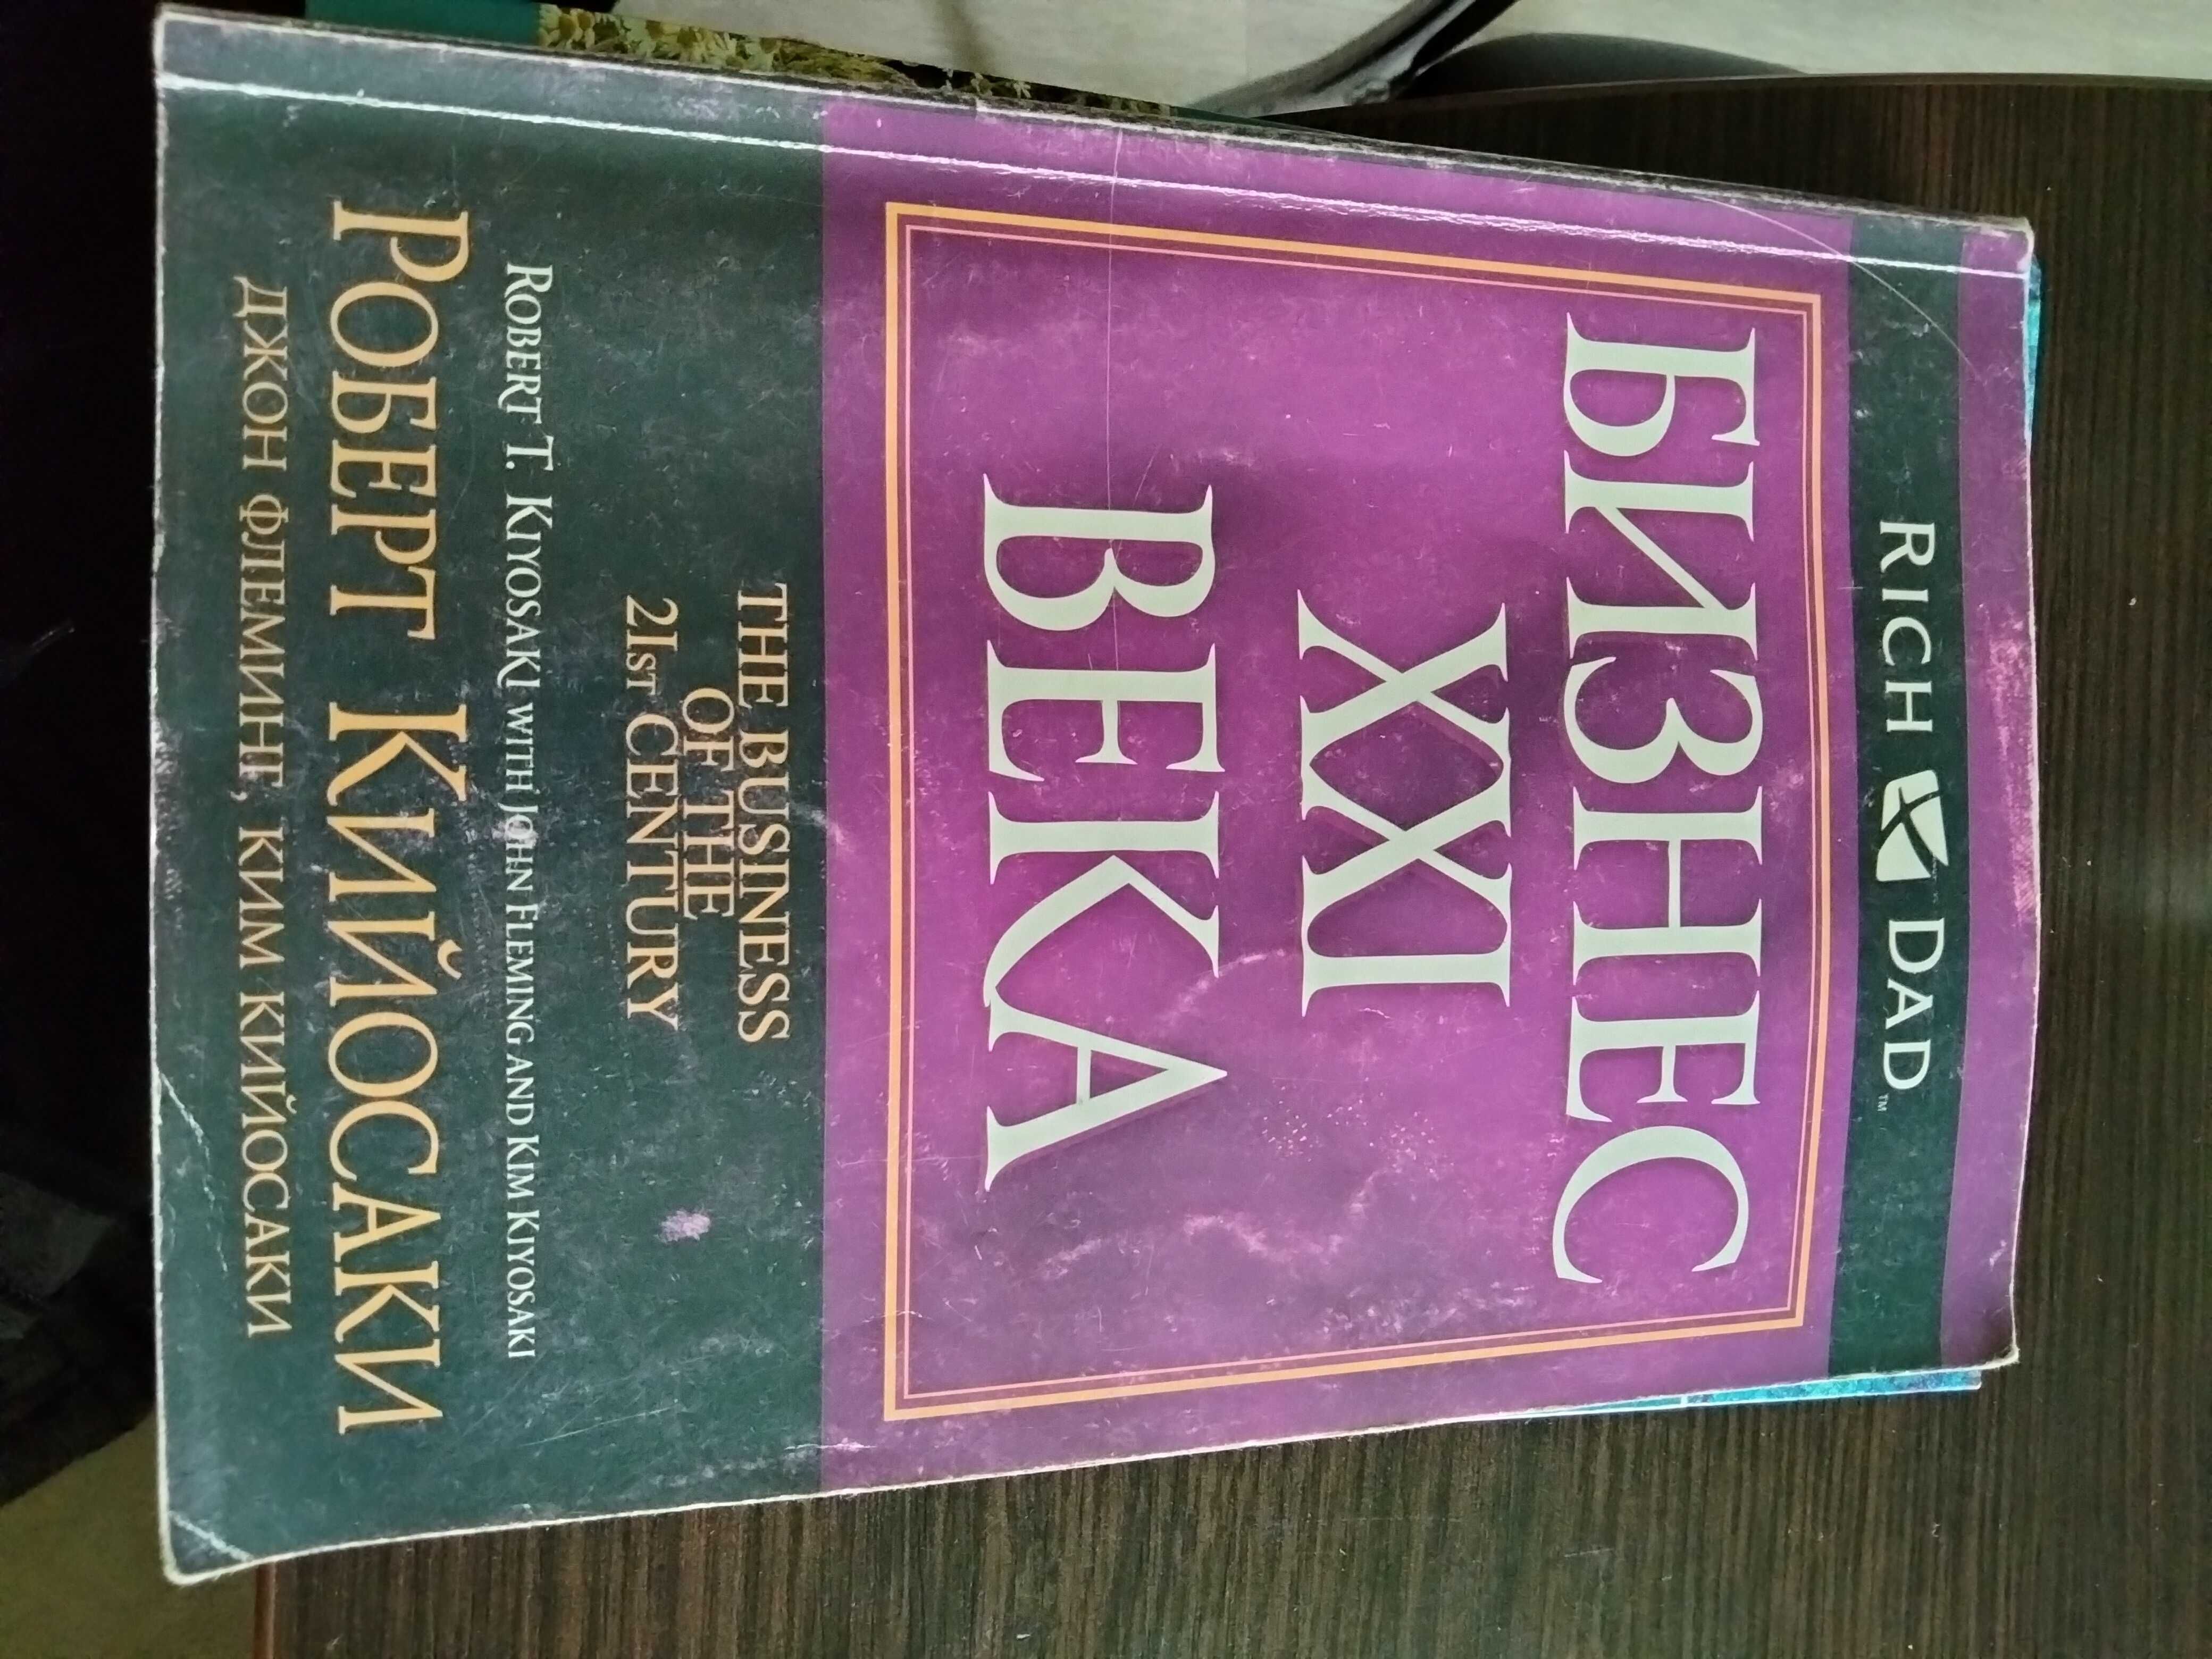 RICH DAD™
БИЗНЕС
XXI
ВЕКА
THE BUSINESS
OF THE
21ST CENTURY
ROBERT T. KIYOSAKI WITH JOHN FLEMING AND KIM KIYOSAKI
РОБЕРТ КИЙОСАКИ
ДЖОН ФЛЕМИНГ, КИМ КИЙОСАКИ